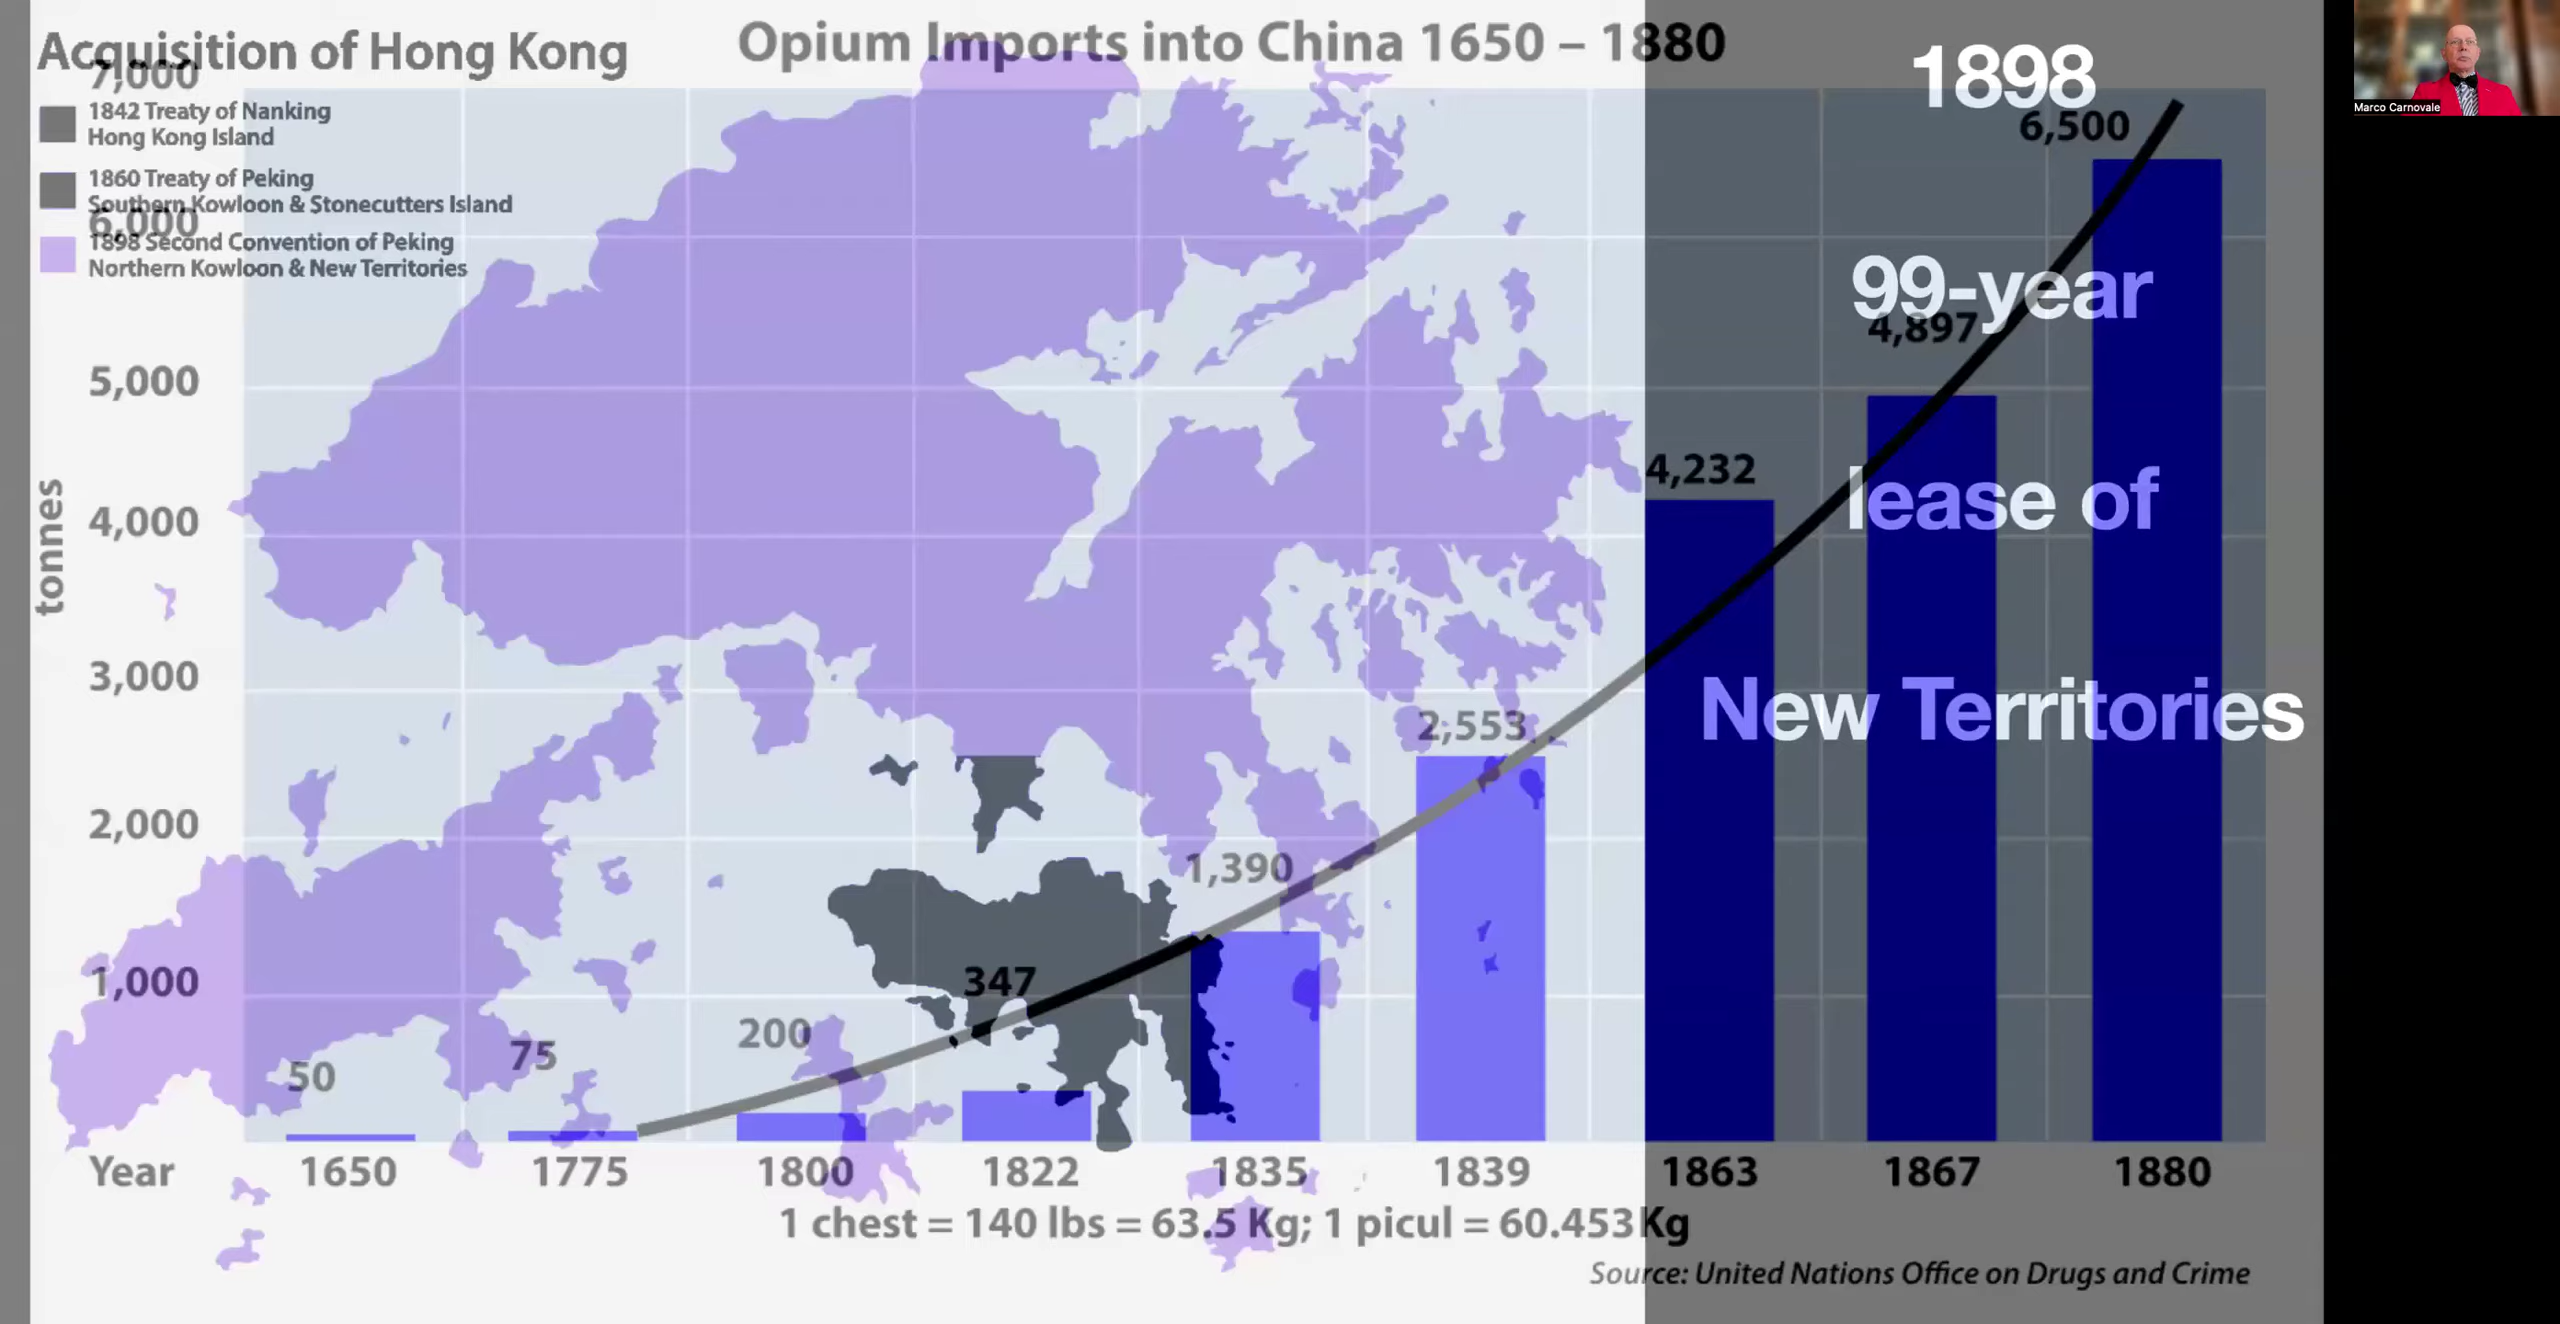 Acquisition of Hong Kong
1842 Treaty of Nanking
Hong Kong Island
1860 Treaty of Peking
Southern Kowloon & Stonecutters Island
1898 Second Convention of Peking
Northern Kowloon & New Territories
Opium Imports into China 1650 – 1880
7,000
6,000
5,000
4,000
3,000
2,000
1,000
tonnes
50
75
200
347
1,390
2,553
4,232
4,897
6,500
Year
1650
1775
1800
1822
1835
1839
1863
1867
1880
1 chest = 140 lbs = 63.5 Kg; 1 picul = 60.453Kg
Source: United Nations Office on Drugs and Crime
1898
99-year
lease of
New Territories
Marco Carnovale